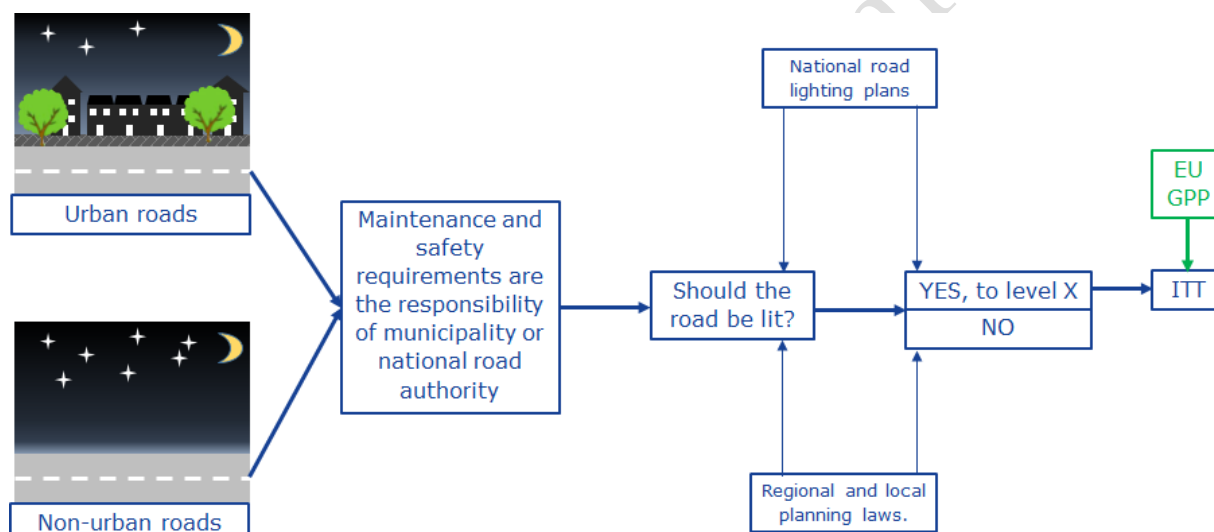 National road
lighting plans
EU
GPP
Urban roads
Maintenance and
safety
requirements are
the responsibility
of municipality or
national road
authority
Should the
road be lit?
YES, to level X
NO
ITT
Regional and local
planning laws.
Non-urban roads